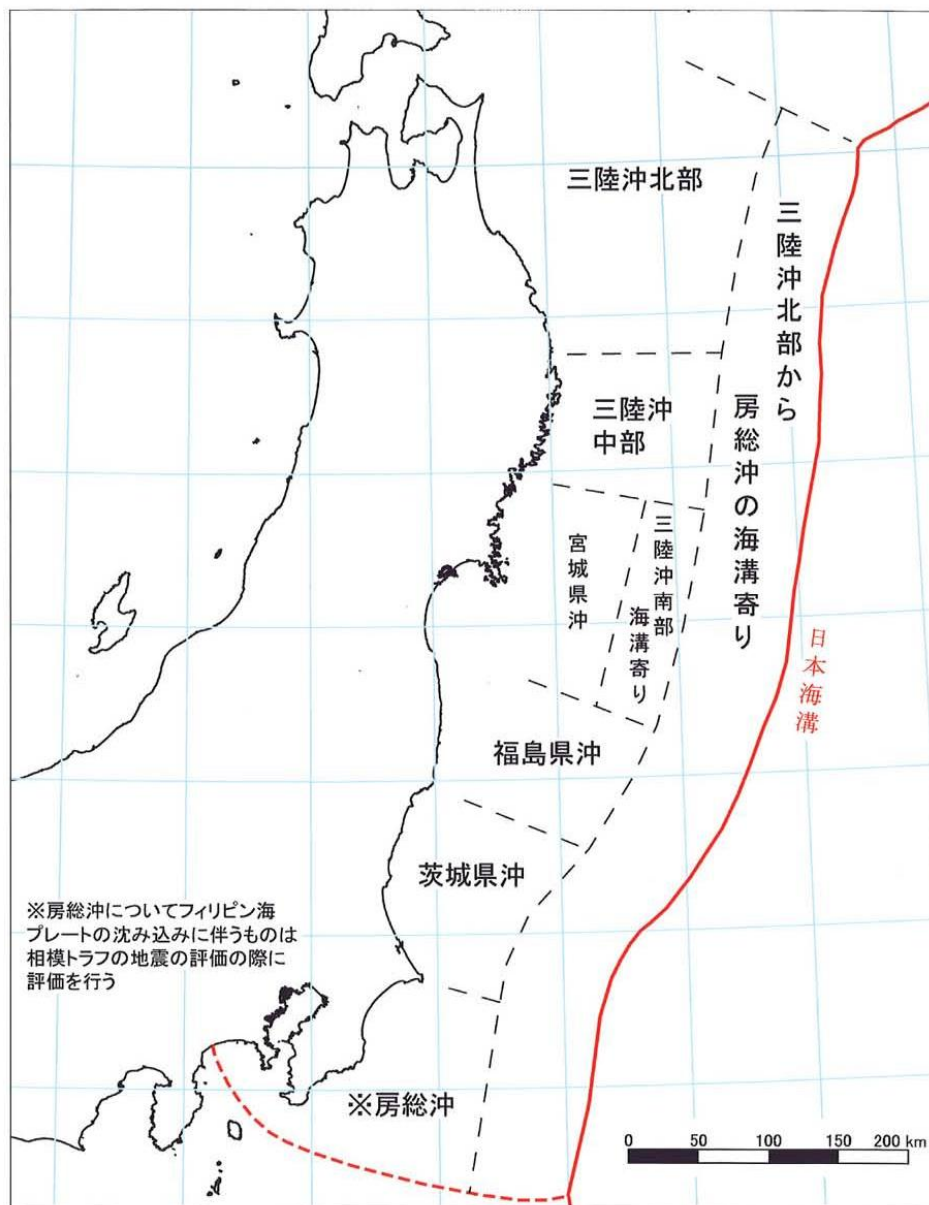 三陸沖北部
三陸沖北部から
房総沖の海溝寄り
三陸沖
中部
宮城県沖
三陸沖南部
海溝寄り
日本海溝
福島県沖
茨城県沖
※房総沖についてフィリピン海
プレートの沈み込みに伴うものは
相模トラフの地震の評価の際に
評価を行う
※房総沖
0 50 100 150 200 km